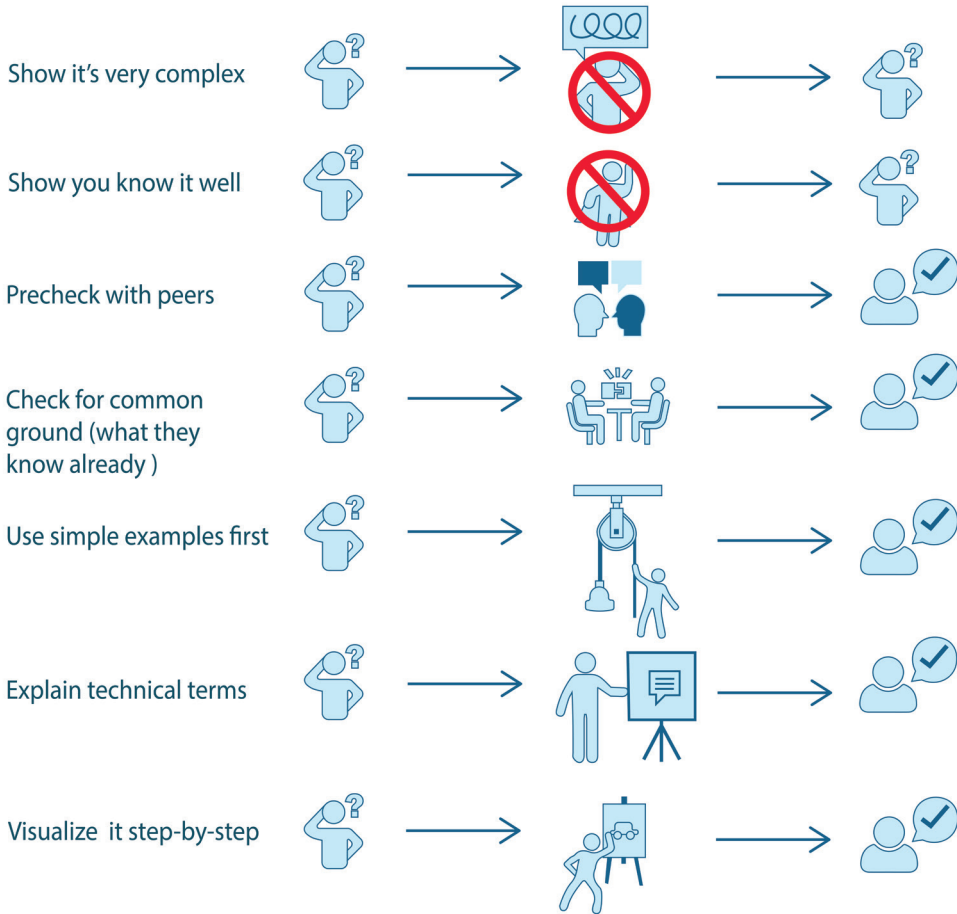 Show it's very complex
Show you know it well
Precheck with peers
Check for common
ground (what they
know already )
Use simple examples first
Explain technical terms
Visualize  it step-by-step